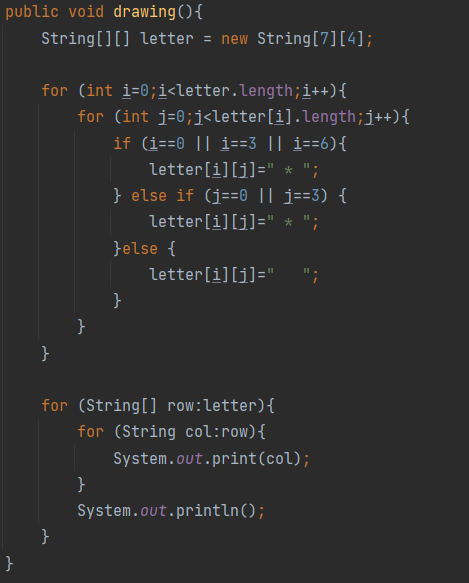 public void drawing(){
    String[][] letter = new String[7][4];

    for (int i=0;i<letter.length;i++){
        for (int j=0;j<letter[i].length;j++){
            if (i==0 || i==3 || i==6){
                letter[i][j]=" * ";
            } else if (j==0 || j==3) {
                letter[i][j]=" * ";
            }else {
                letter[i][j]="   ";
            }
        }
    }

    for (String[] row:letter){
        for (String col:row){
            System.out.print(col);
        }
        System.out.println();
    }
}